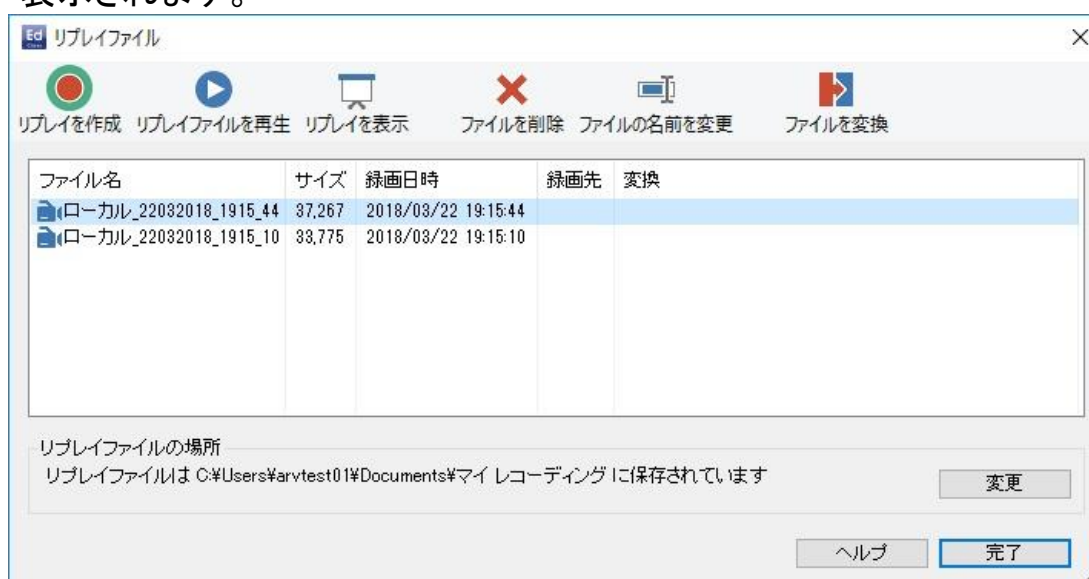 表示されます。
Ed リプレイファイル
リプレイを作成 リプレイファイルを再生 リプレイを表示 ファイルを削除 ファイルの名前を変更 ファイルを変換
ファイル名 サイズ 録画日時 録画先 変換
ローカル_22032018_1915_44 37,267 2018/03/22 19:15:44
ローカル_22032018_1915_10 33,775 2018/03/22 19:15:10
リプレイファイルの場所
リプレイファイルは C:¥Users¥arvtest01¥Documents¥マイ レコーディング に保存されています
変更
ヘルプ 完了